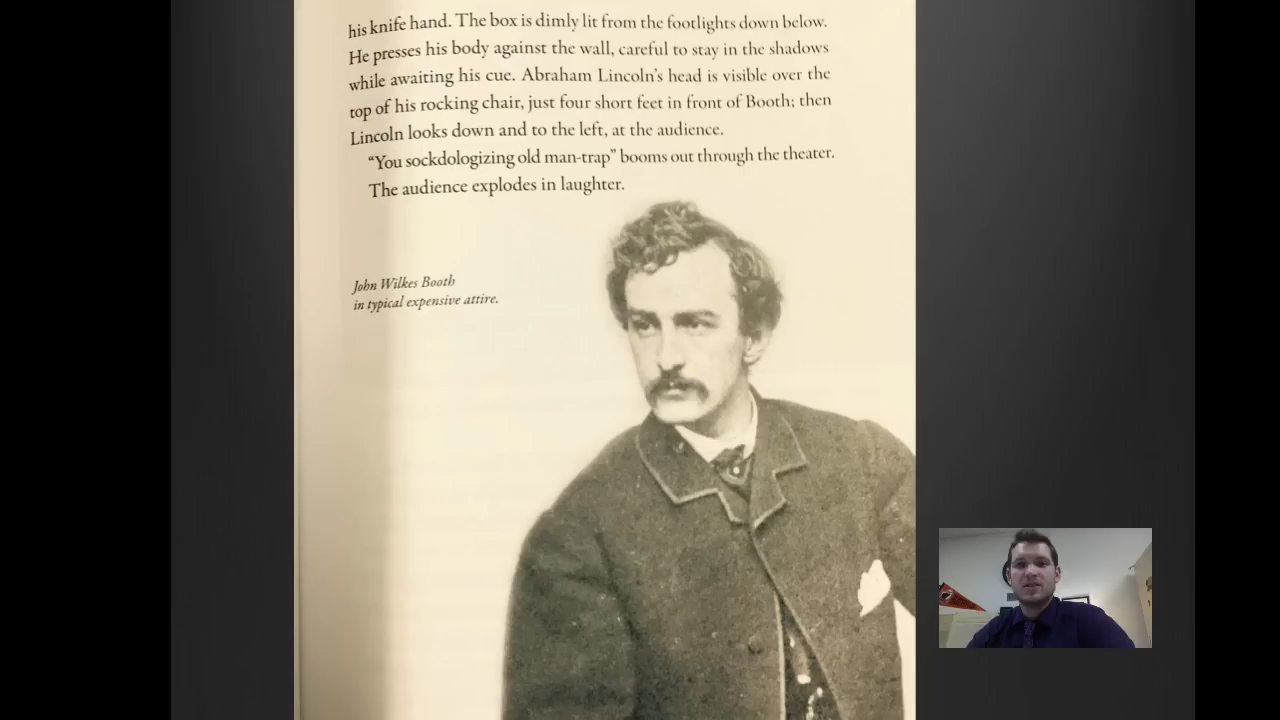 his knife hand. The box is dimly lit from the footlights down below.
He presses his body against the wall, careful to stay in the shadows
while awaiting his cue. Abraham Lincoln's head is visible over the
top of his rocking chair, just four short feet in front of Booth; then
Lincoln looks down and to the left, at the audience.
“You sockdologizing old man-trap” booms out through the theater.
The audience explodes in laughter.
John Wilkes Booth
in typical expensive attire.